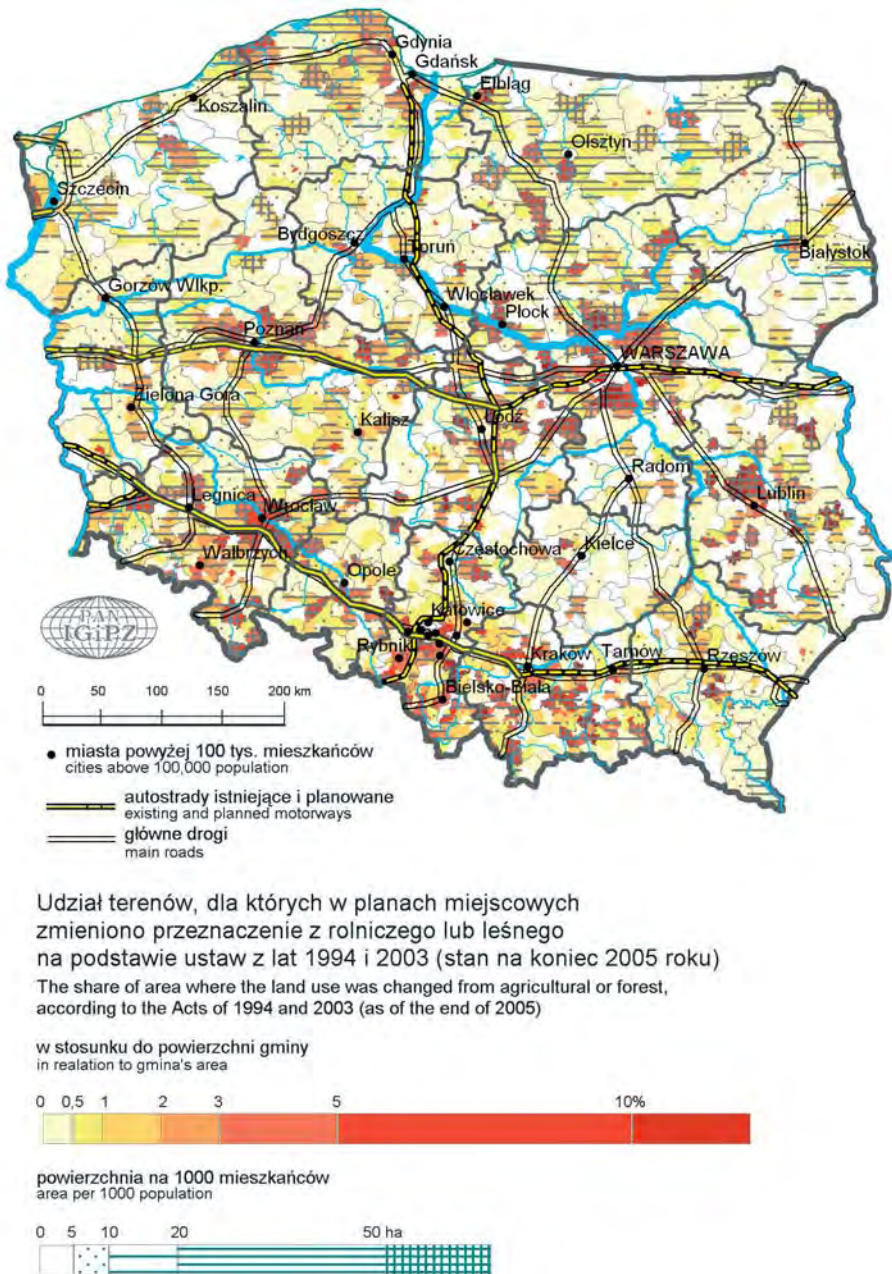 Gdynia
Gdańsk
Elbląg
Koszalin
Olsztyn
Szczecin
Bydgoszcz
Toruń
Białystok
Gorzów Wlkp.
Włocławek
Płock
Poznań
WARSZAWA
Zielona Góra
Kalisz
Łódź
Radom
Legnica
Wrocław
Lublin
Wałbrzych
Częstochowa
Kielce
Opole
PAN
IGiPZ
Katowice
Rybnik
Kraków
Tarnów
Rzeszów
Bielsko-Biała
0 50 100 150 200 km
miasta powyżej 100 tys. mieszkańców
cities above 100,000 population
autostrady istniejące i planowane
existing and planned motorways
główne drogi
main roads
Udział terenów, dla których w planach miejscowych
zmieniono przeznaczenie z rolniczego lub leśnego
na podstawie ustaw z lat 1994 i 2003 (stan na koniec 2005 roku)
The share of area where the land use was changed from agricultural or forest,
according to the Acts of 1994 and 2003 (as of the end of 2005)
w stosunku do powierzchni gminy
in realation to gmina's area
0 0,5 1 2 3 5 10%
powierzchnia na 1000 mieszkańców
area per 1000 population
0 5 10 20 50 ha